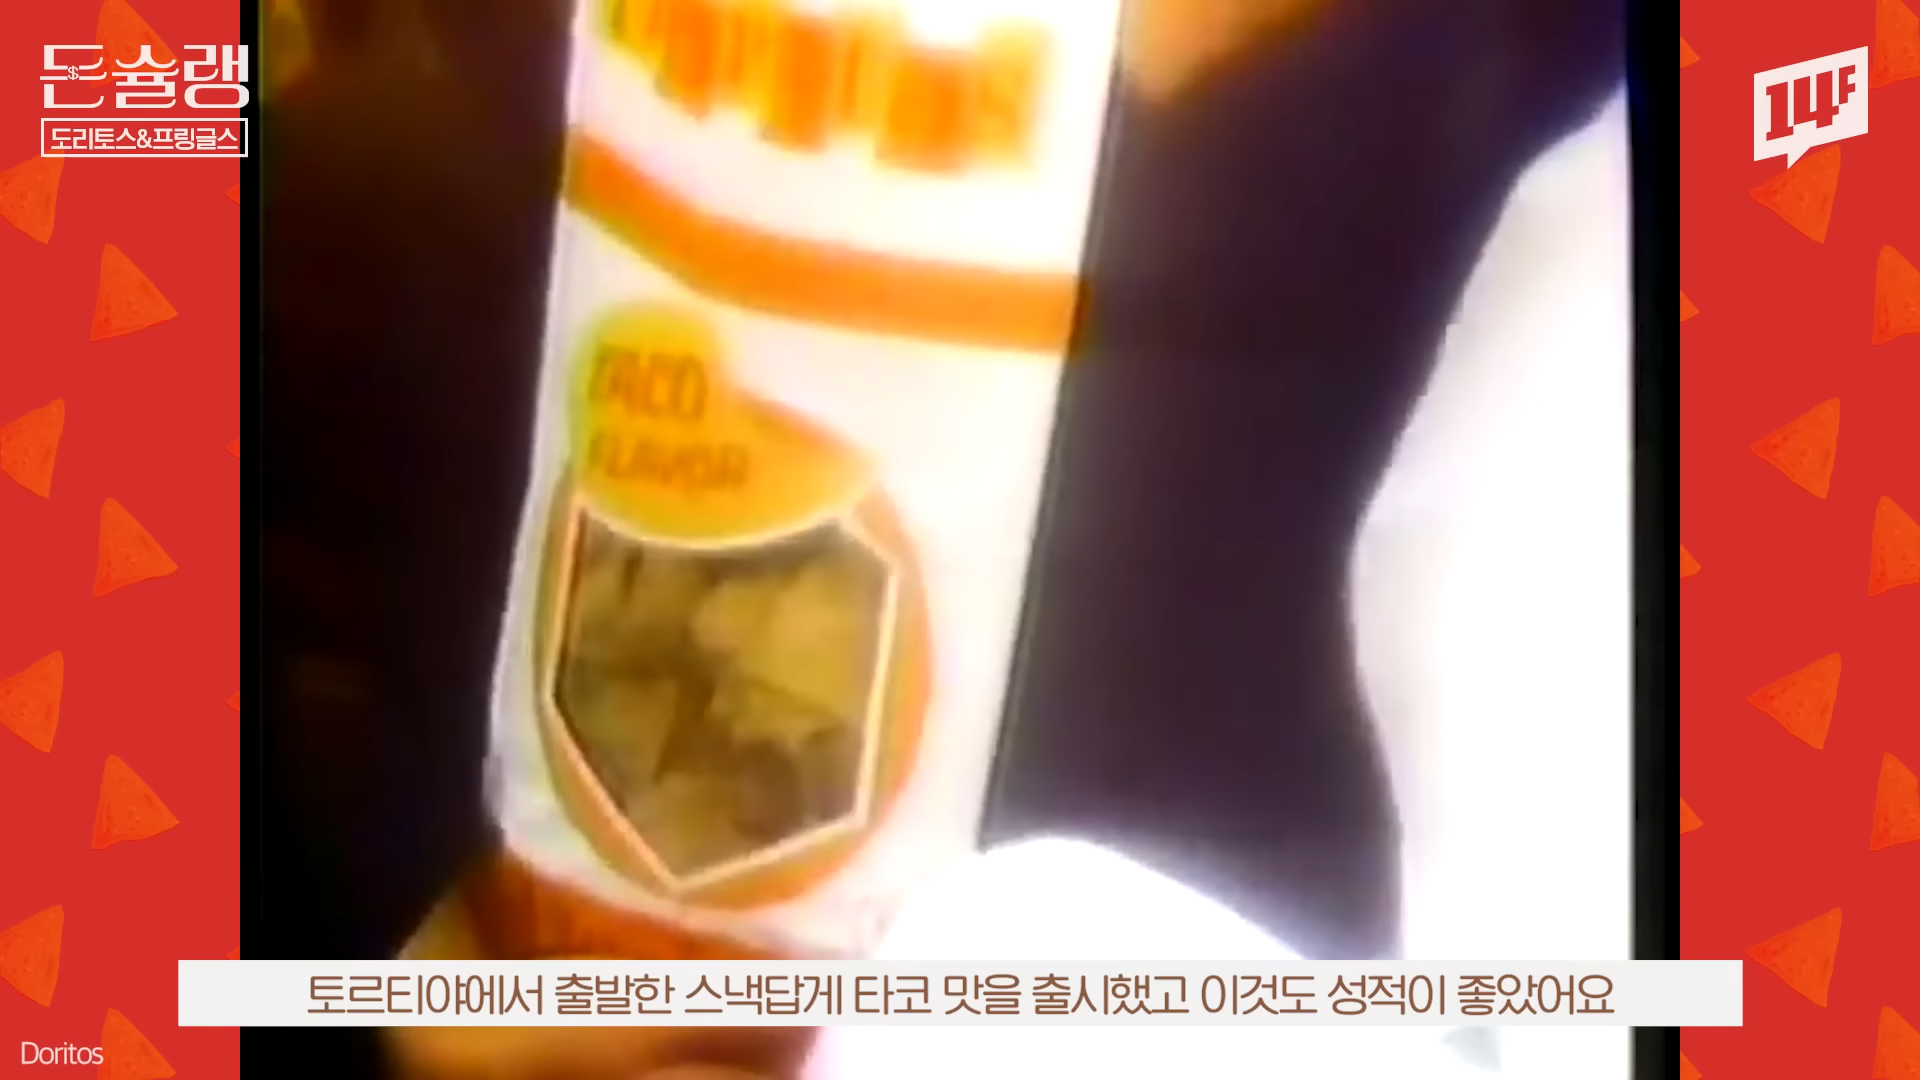 돈슐랭
도리토스&프링글스
14F
TACO
FLAVOR
토르티야에서 출발한 스낵답게 타코 맛을 출시했고 이것도 성적이 좋았어요
Doritos